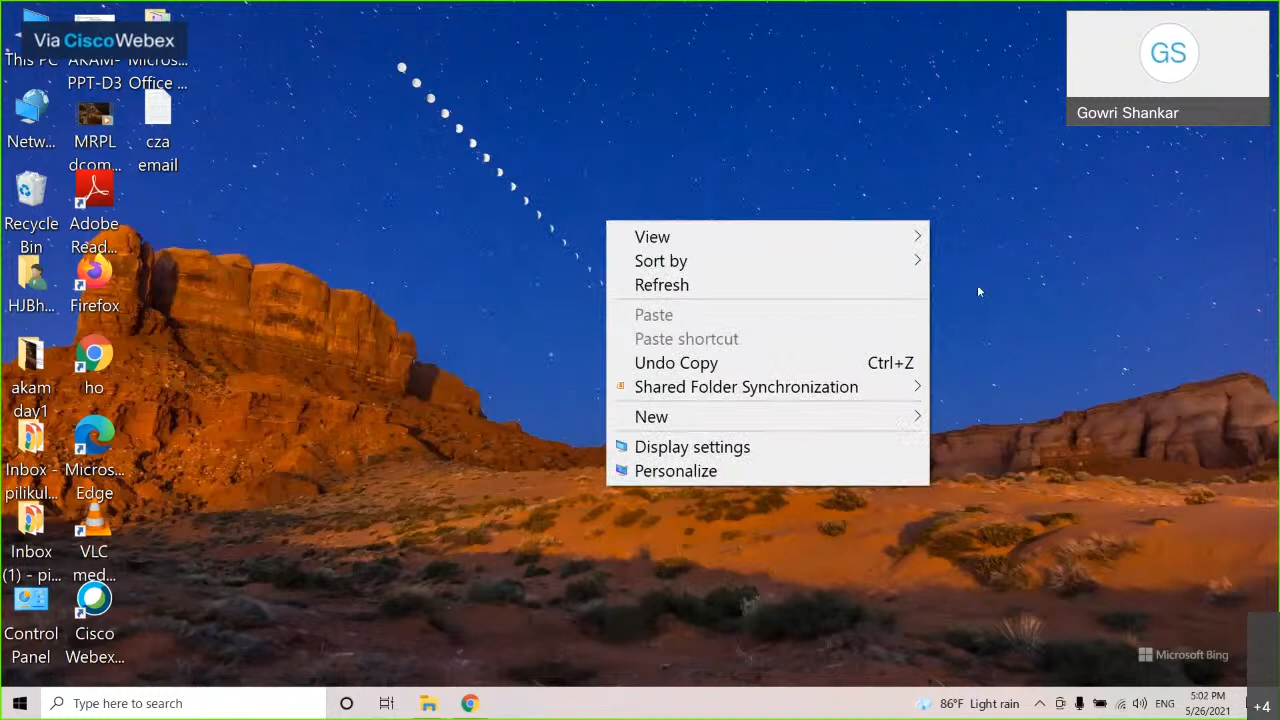 Via Cisco Webex
This PC
AKAM-
PPT-D3
Micros...
Office ...
Netw...
MRPL
dcom...
cza
email
Recycle
Bin
Adobe
Read...
HJBh...
Firefox
akam
day1
ho
Inbox -
pilikul...
Micros...
Edge
Inbox
(1) - pi...
VLC
med...
Control
Panel
Cisco
Webex...
View
Sort by
Refresh
Paste
Paste shortcut
Undo Copy Ctrl+Z
Shared Folder Synchronization
New
Display settings
Personalize
GS
Gowri Shankar
Microsoft Bing
Type here to search
86°F Light rain
ENG
5:02 PM
5/26/2021
+4